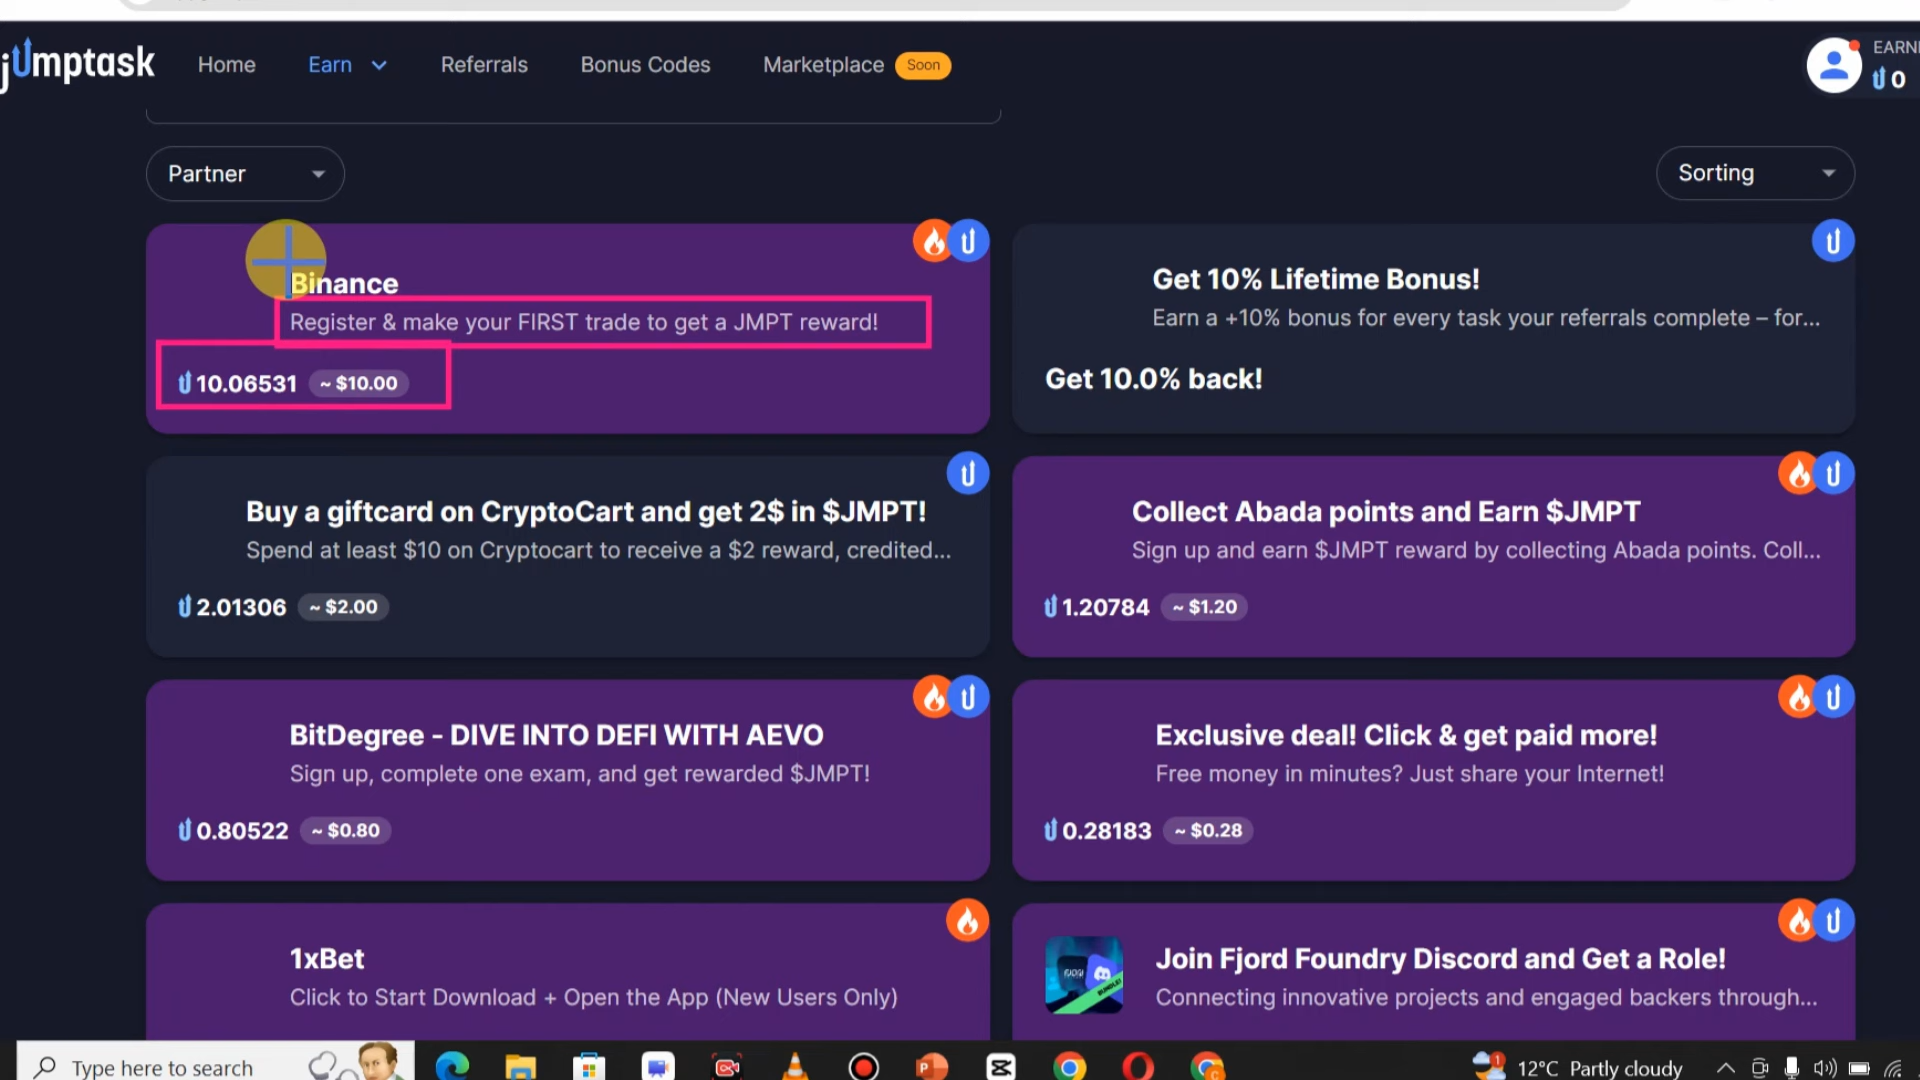 jumptask
Home
Earn
Referrals
Bonus Codes
Marketplace
Soon
EARNI
0
Partner
Sorting
Binance
Register & make your FIRST trade to get a JMPT reward!
10.06531
~ $10.00
Get 10% Lifetime Bonus!
Earn a +10% bonus for every task your referrals complete – for...
Get 10.0% back!
Buy a giftcard on CryptoCart and get 2$ in $JMPT!
Spend at least $10 on Cryptocart to receive a $2 reward, credited...
2.01306
~ $2.00
Collect Abada points and Earn $JMPT
Sign up and earn $JMPT reward by collecting Abada points. Coll...
1.20784
~ $1.20
BitDegree - DIVE INTO DEFI WITH AEVO
Sign up, complete one exam, and get rewarded $JMPT!
0.80522
~ $0.80
Exclusive deal! Click & get paid more!
Free money in minutes? Just share your Internet!
0.28183
~ $0.28
1xBet
Click to Start Download + Open the App (New Users Only)
Join Fjord Foundry Discord and Get a Role!
Connecting innovative projects and engaged backers through...
Type here to search
12°C Partly cloudy